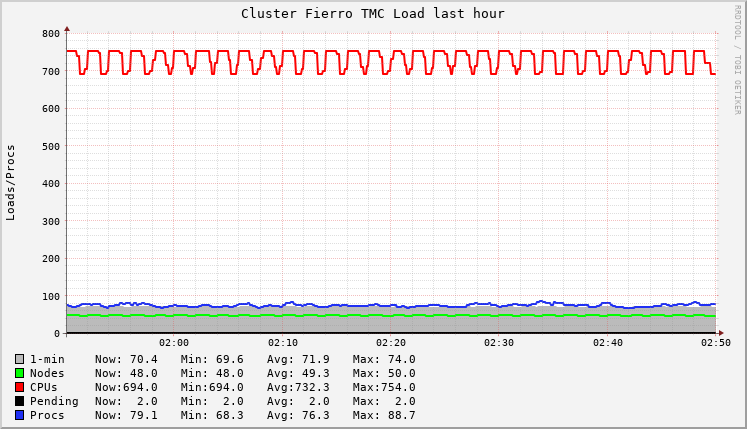 Cluster Fierro TMC Load last hour
RRDTOOL / TOBI OETIKER
Loads/Procs
800
700
600
500
400
300
200
100
0
02:00 02:10 02:20 02:30 02:40 02:50
1-min Now: 70.4 Min: 69.6 Avg: 71.9 Max: 74.0
Nodes Now: 48.0 Min: 48.0 Avg: 49.3 Max: 50.0
CPUs Now:694.0 Min:694.0 Avg:732.3 Max:754.0
Pending Now: 2.0 Min: 2.0 Avg: 2.0 Max: 2.0
Procs Now: 79.1 Min: 68.3 Avg: 76.3 Max: 88.7